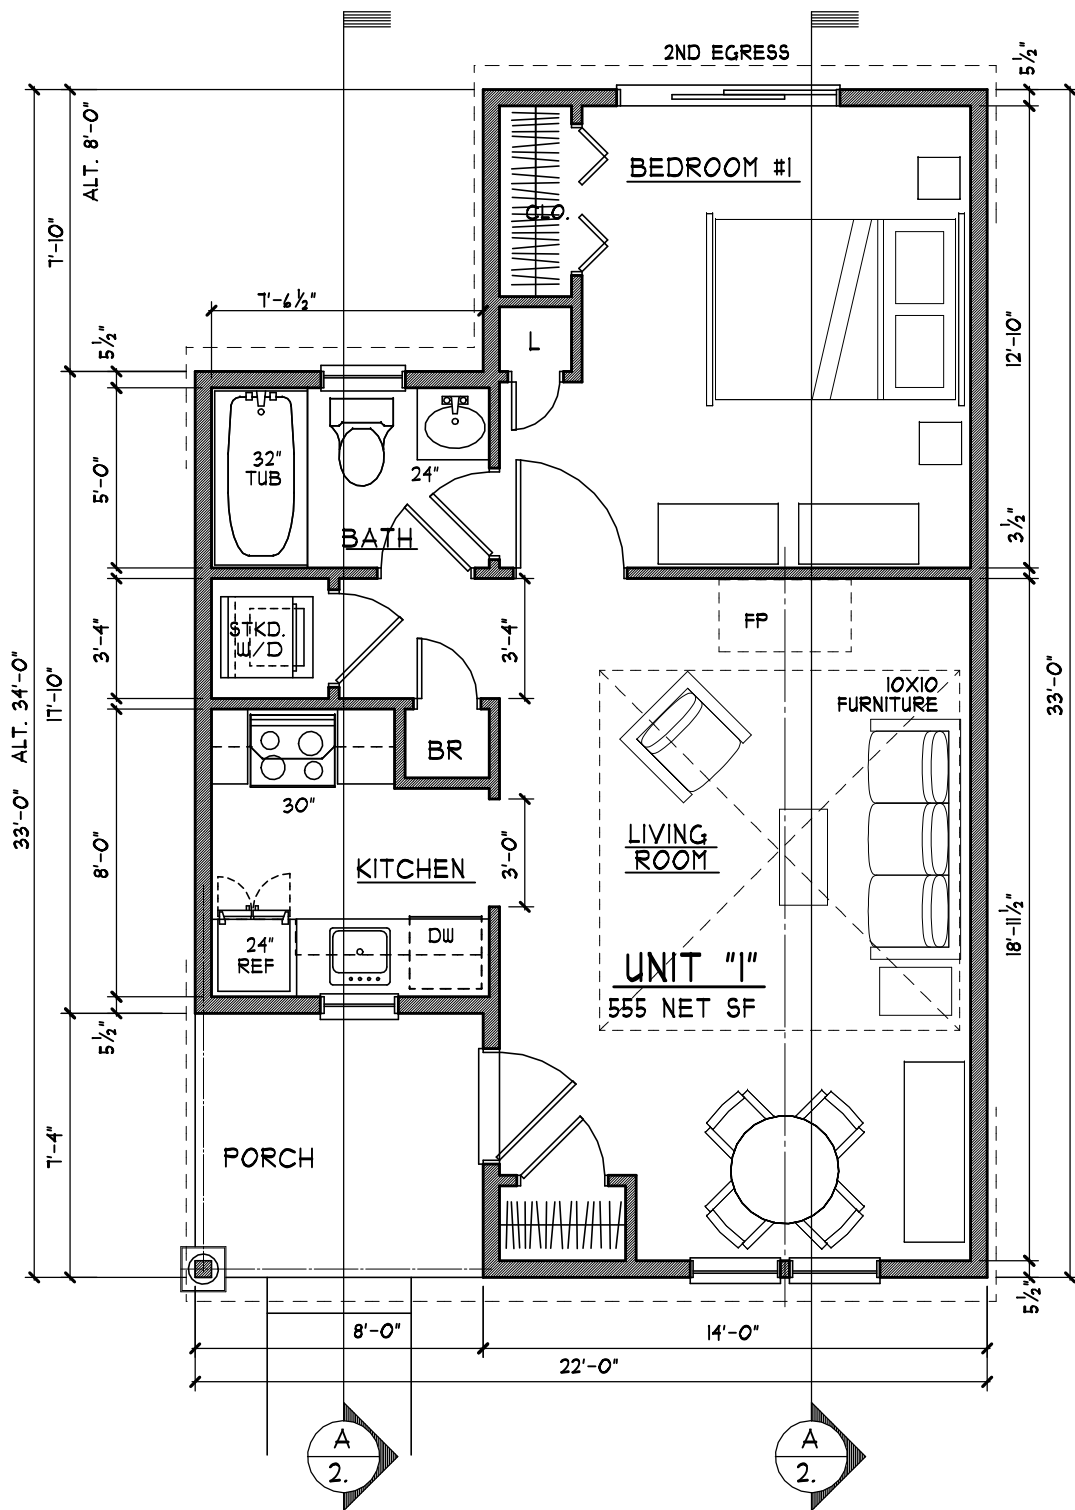 2ND EGRESS
5 1/2"
ALT. 8'-0"
BEDROOM #1
CLO.
7'-10"
7'-6 1/2"
5 1/2"
L
12'-10"
32"
TUB
24"
5'-0"
BATH
3 1/2"
STKD.
W/D
3'-4"
3'-4"
FP
10X10
FURNITURE
33'-0" ALT. 34'-0"
17'-10"
33'-0"
BR
30"
8'-0"
KITCHEN
3'-0"
LIVING
ROOM
18'-11 1/2"
24"
REF
DW
UNIT "1"
555 NET SF
5 1/2"
7'-4"
PORCH
5 1/2"
8'-0"
14'-0"
22'-0"
A
2.
A
2.